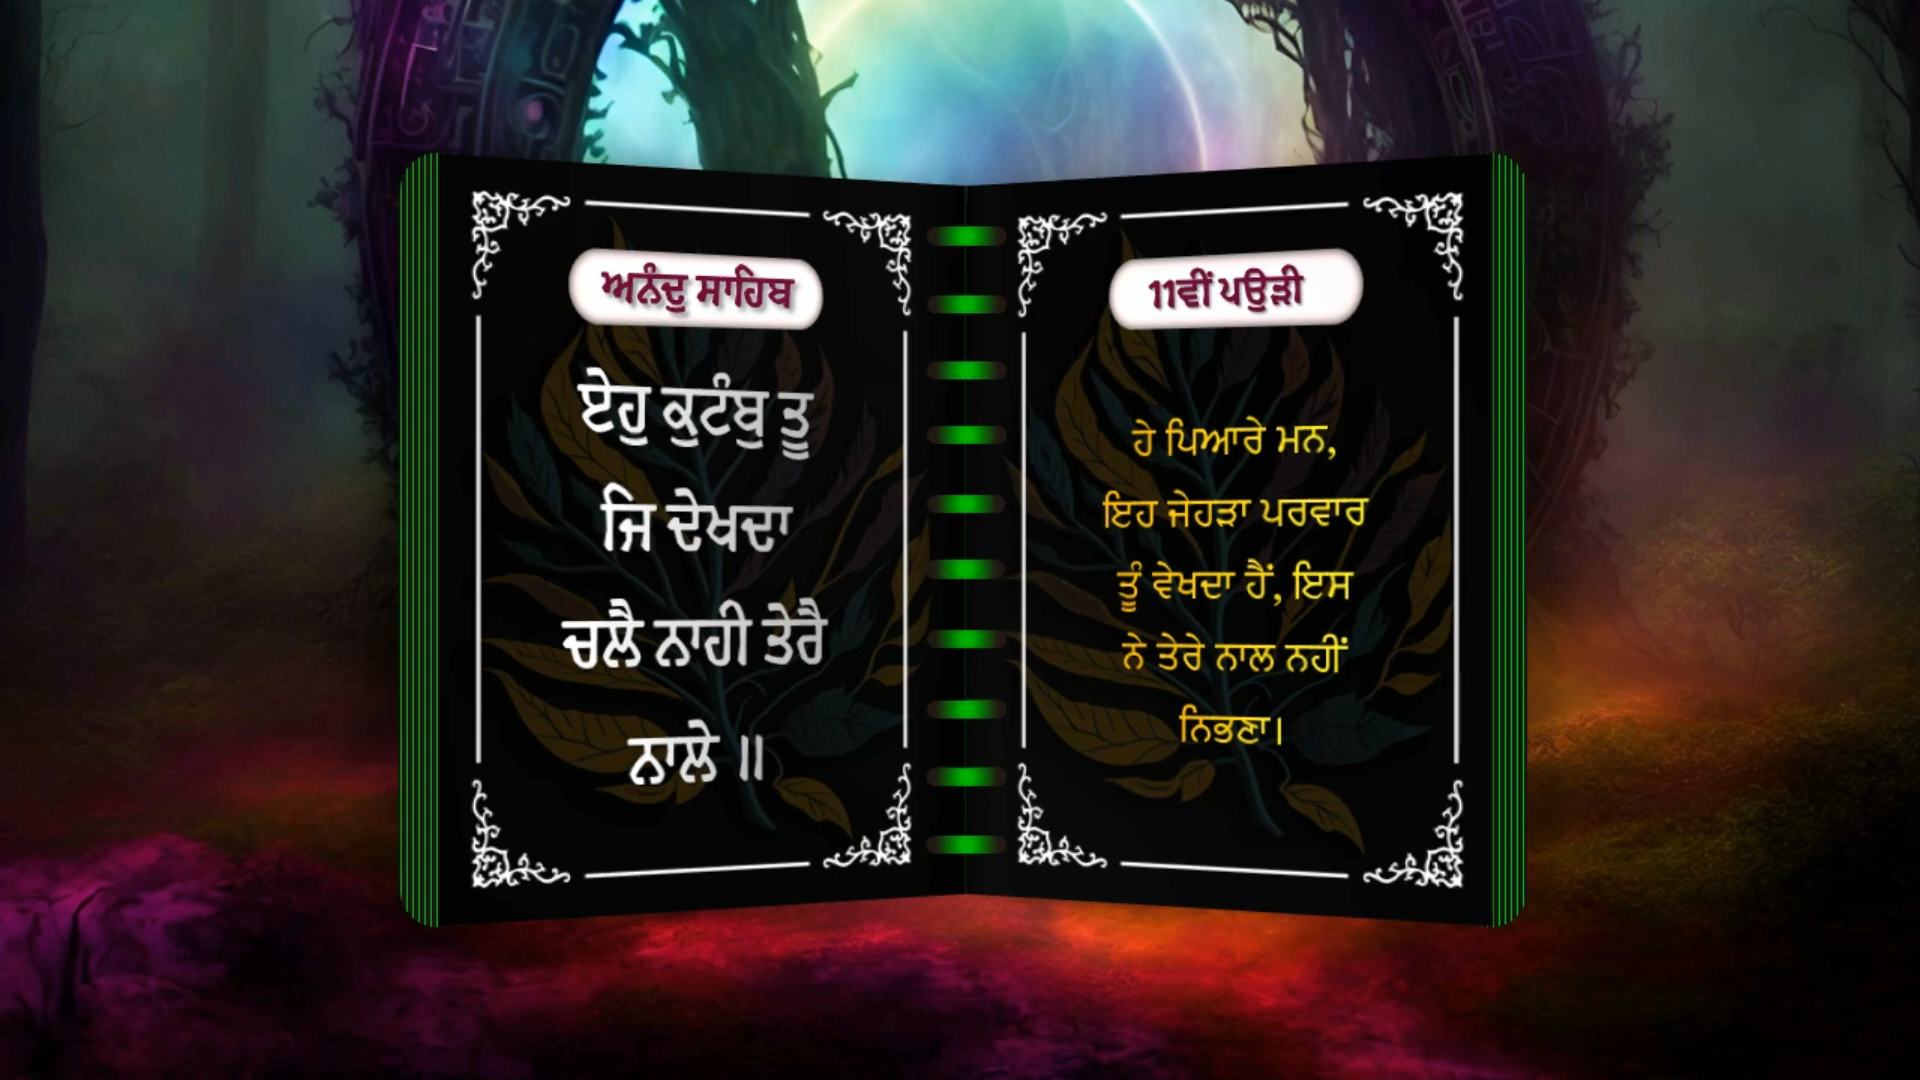 ਅਨੰਦੁ ਸਾਹਿਬ
ਏਹੁ ਕੁਟੰਬੁ ਤੂ
ਜਿ ਦੇਖਦਾ
ਚਲੈ ਨਾਹੀ ਤੇਰੈ
ਨਾਲੇ ॥
11ਵੀਂ ਪਉੜੀ
ਹੇ ਪਿਆਰੇ ਮਨ,
ਇਹ ਜੇਹੜਾ ਪਰਵਾਰ
ਤੂੰ ਵੇਖਦਾ ਹੈਂ, ਇਸ
ਨੇ ਤੇਰੇ ਨਾਲ ਨਹੀਂ
ਨਿਭਣਾ।